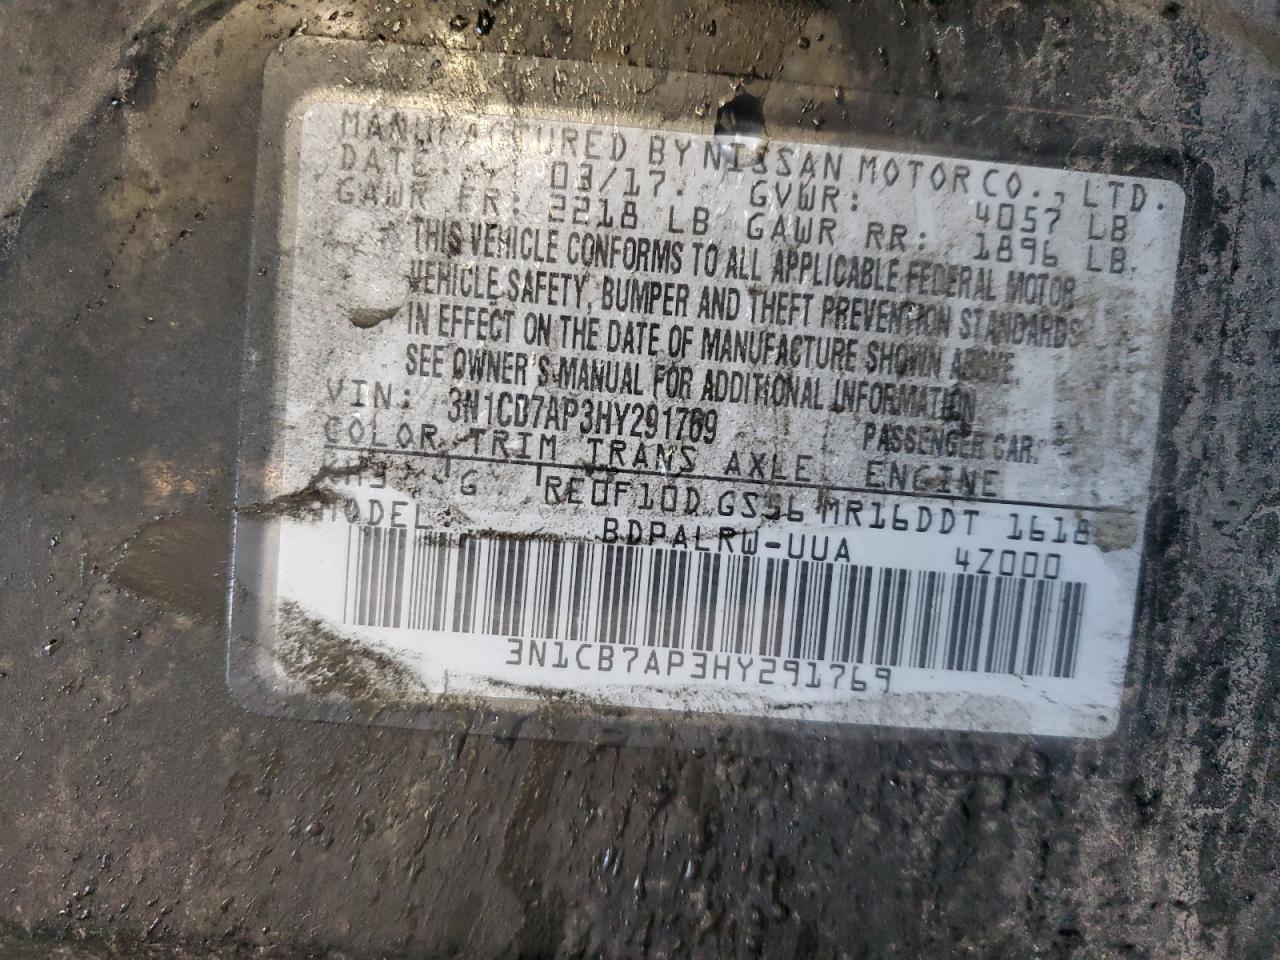 MANUFACTURED BY NISSAN MOTOR CO., LTD.
DATE: 03/17. GVWR: 4057 LB
GAWR FR: 2218 LB GAWR RR: 1896 LB.
THIS VEHICLE CONFORMS TO ALL APPLICABLE FEDERAL MOTOR
VEHICLE SAFETY, BUMPER AND THEFT PREVENTION STANDARDS
IN EFFECT ON THE DATE OF MANUFACTURE SHOWN ABOVE.
SEE OWNER'S MANUAL FOR ADDITIONAL INFORMATION
VIN: 3N1CB7AP3HY291769 PASSENGER CAR.
COLOR TRIM TRANS AXLE ENGINE
G RE0F10D MR16DDT 1618
MODEL BDPALRW-UUA 4Z000
3N1CB7AP3HY291769